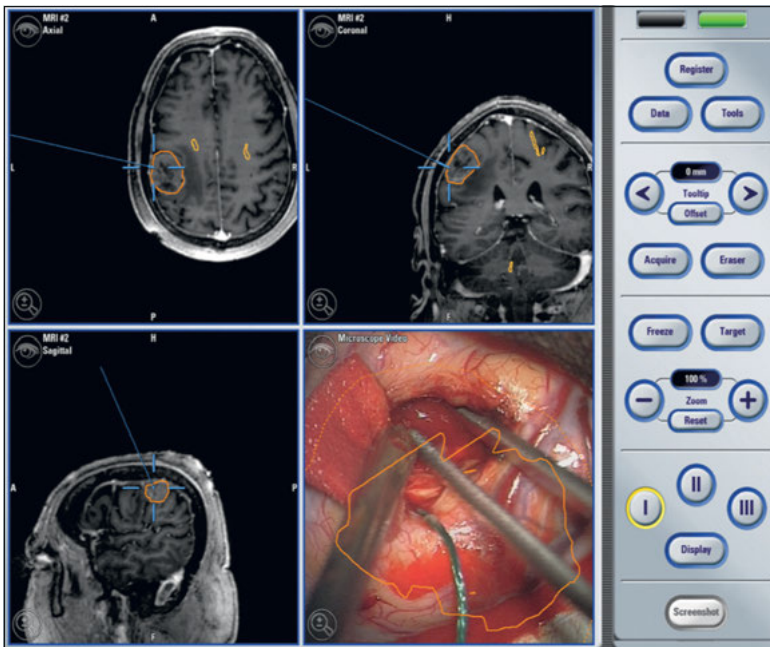 MRI #2
Axial
A
L
R
P
MRI #2
Coronal
H
L
R
F
MRI #2
Sagittal
H
A
P
F
Microscope Video
Register
Data
Tools
0 mm
<
Tooltip
>
Offset
Acquire
Eraser
Freeze
Target
100 %
−
Zoom
+
Reset
I
II
III
Display
Screenshot